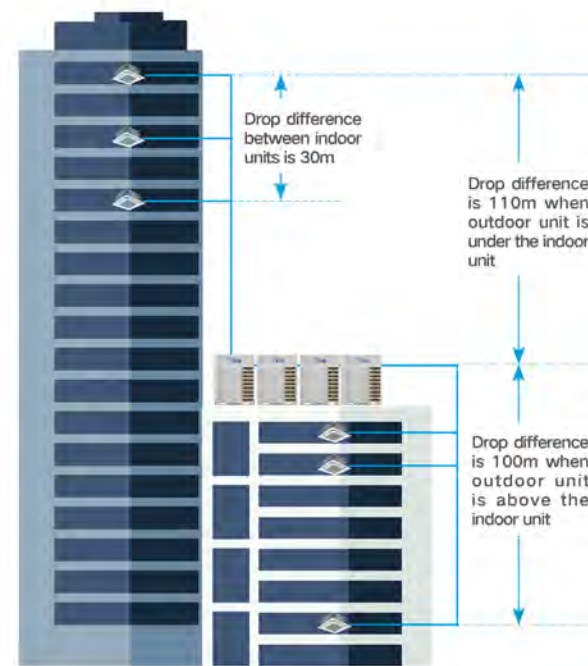 Drop difference
between indoor
units is 30m
Drop difference
is 110m when
outdoor unit is
under the indoor
unit
Drop difference
is 100m when
outdoor unit
is above the
indoor unit